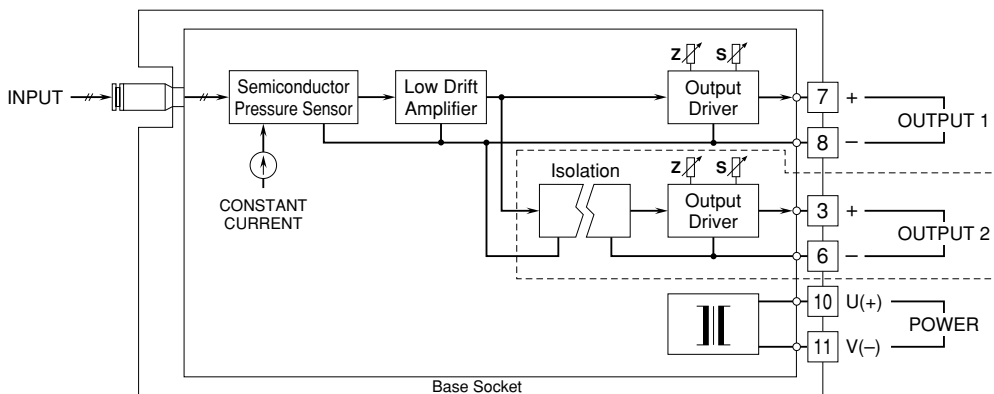 Z S
Semiconductor
Pressure Sensor
Low Drift
Amplifier
Output
Driver
INPUT
7 +
OUTPUT 1
8 –
CONSTANT
CURRENT
Isolation
Z S
Output
Driver
3 +
OUTPUT 2
6 –
10 U(+)
POWER
11 V(–)
Base Socket